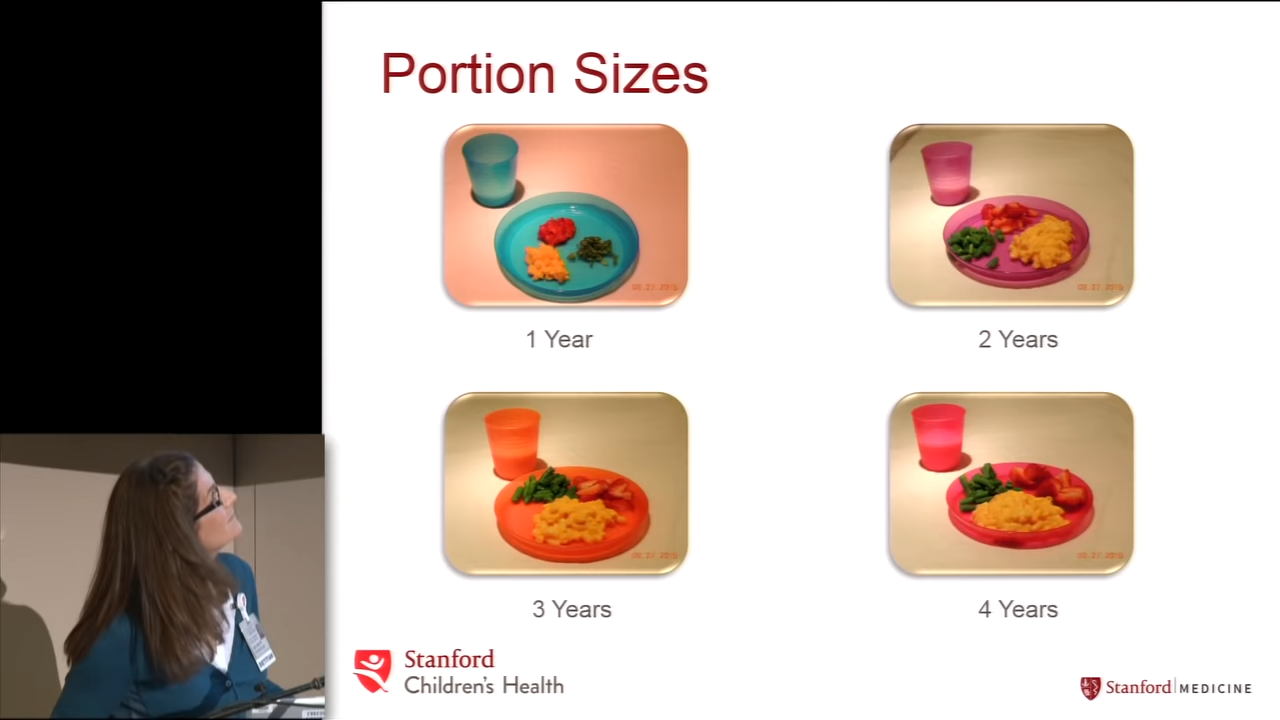 Portion Sizes
1 Year
2 Years
3 Years
4 Years
Stanford
Children's Health
Stanford MEDICINE